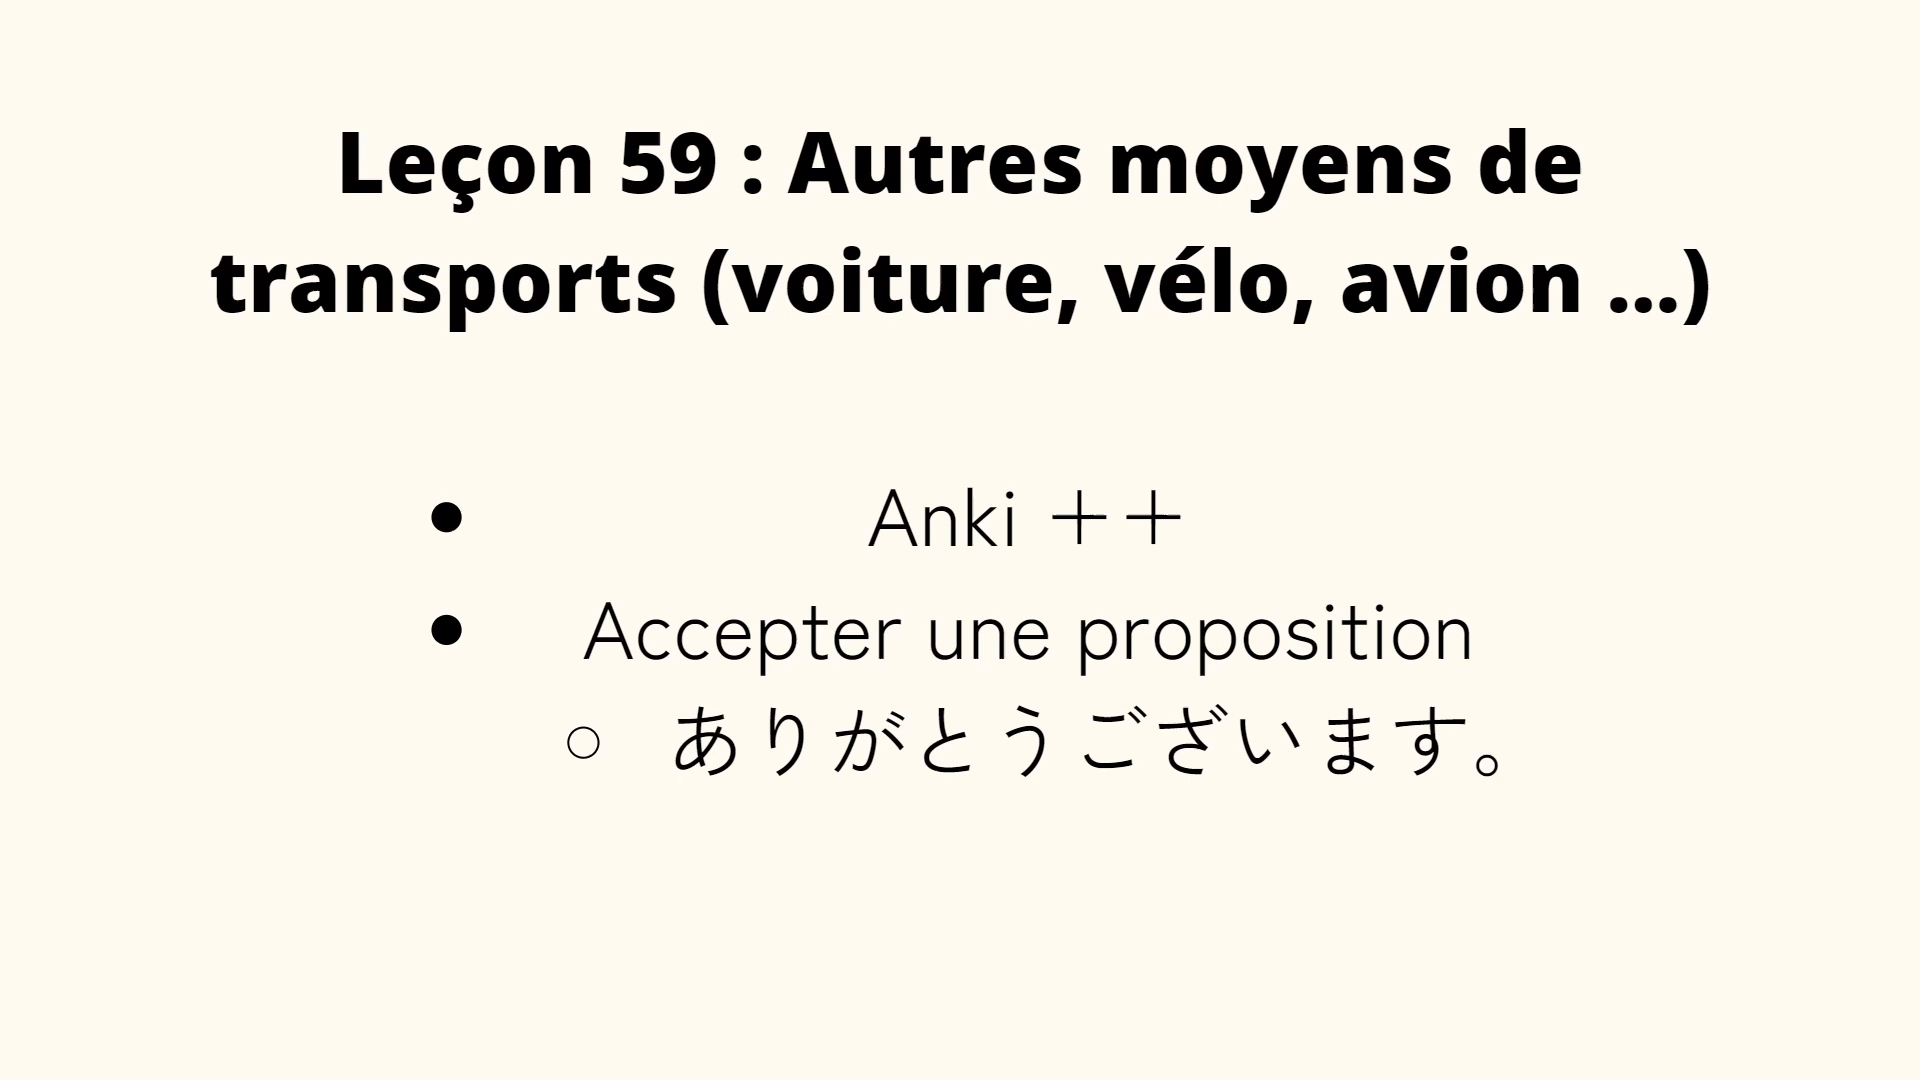 Leçon 59 : Autres moyens de
transports (voiture, vélo, avion ...)
● Anki ++
● Accepter une proposition
○ ありがとうございます。